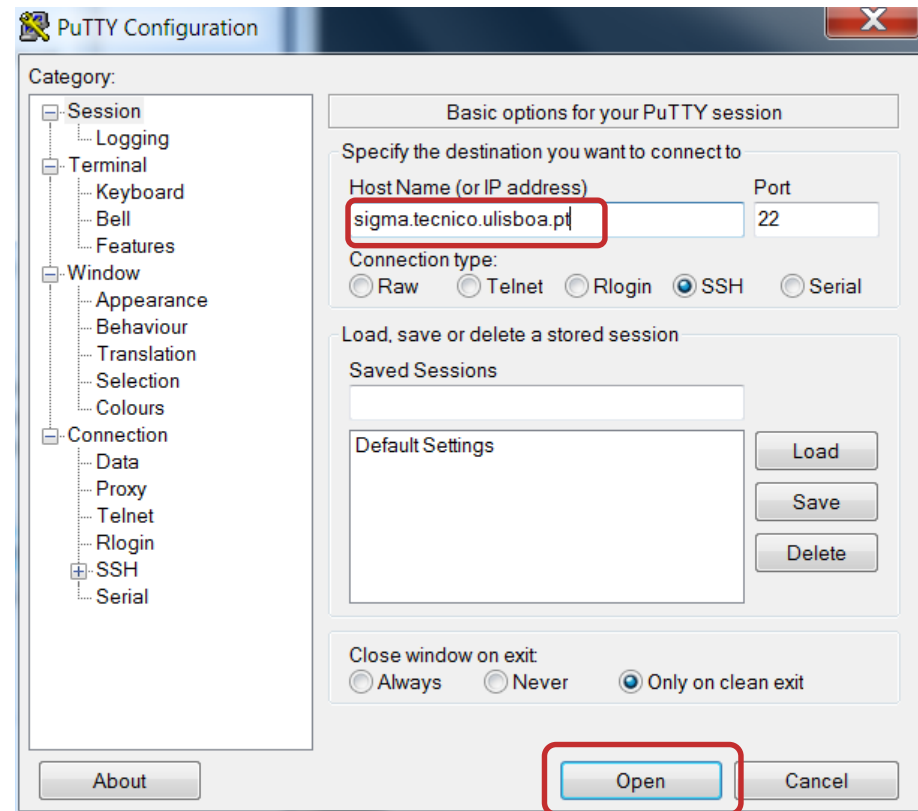 PuTTY Configuration
X
Category:
Session
Logging
Terminal
Keyboard
Bell
Features
Window
Appearance
Behaviour
Translation
Selection
Colours
Connection
Data
Proxy
Telnet
Rlogin
SSH
Serial
Basic options for your PuTTY session
Specify the destination you want to connect to
Host Name (or IP address) Port
sigma.tecnico.ulisboa.pt 22
Connection type:
Raw Telnet Rlogin SSH Serial
Load, save or delete a stored session
Saved Sessions
Default Settings
Load
Save
Delete
Close window on exit:
Always Never Only on clean exit
About Open Cancel